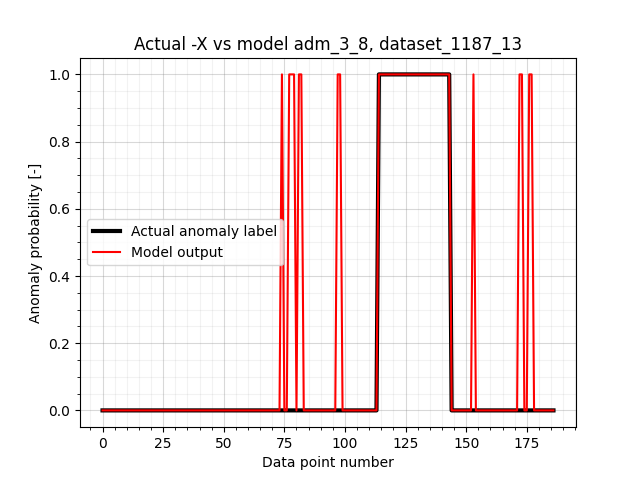 Actual -X vs model adm_3_8, dataset_1187_13
Anomaly probability [-]
1.0
0.8
0.6
0.4
0.2
0.0
Actual anomaly label
Model output
0 25 50 75 100 125 150 175
Data point number